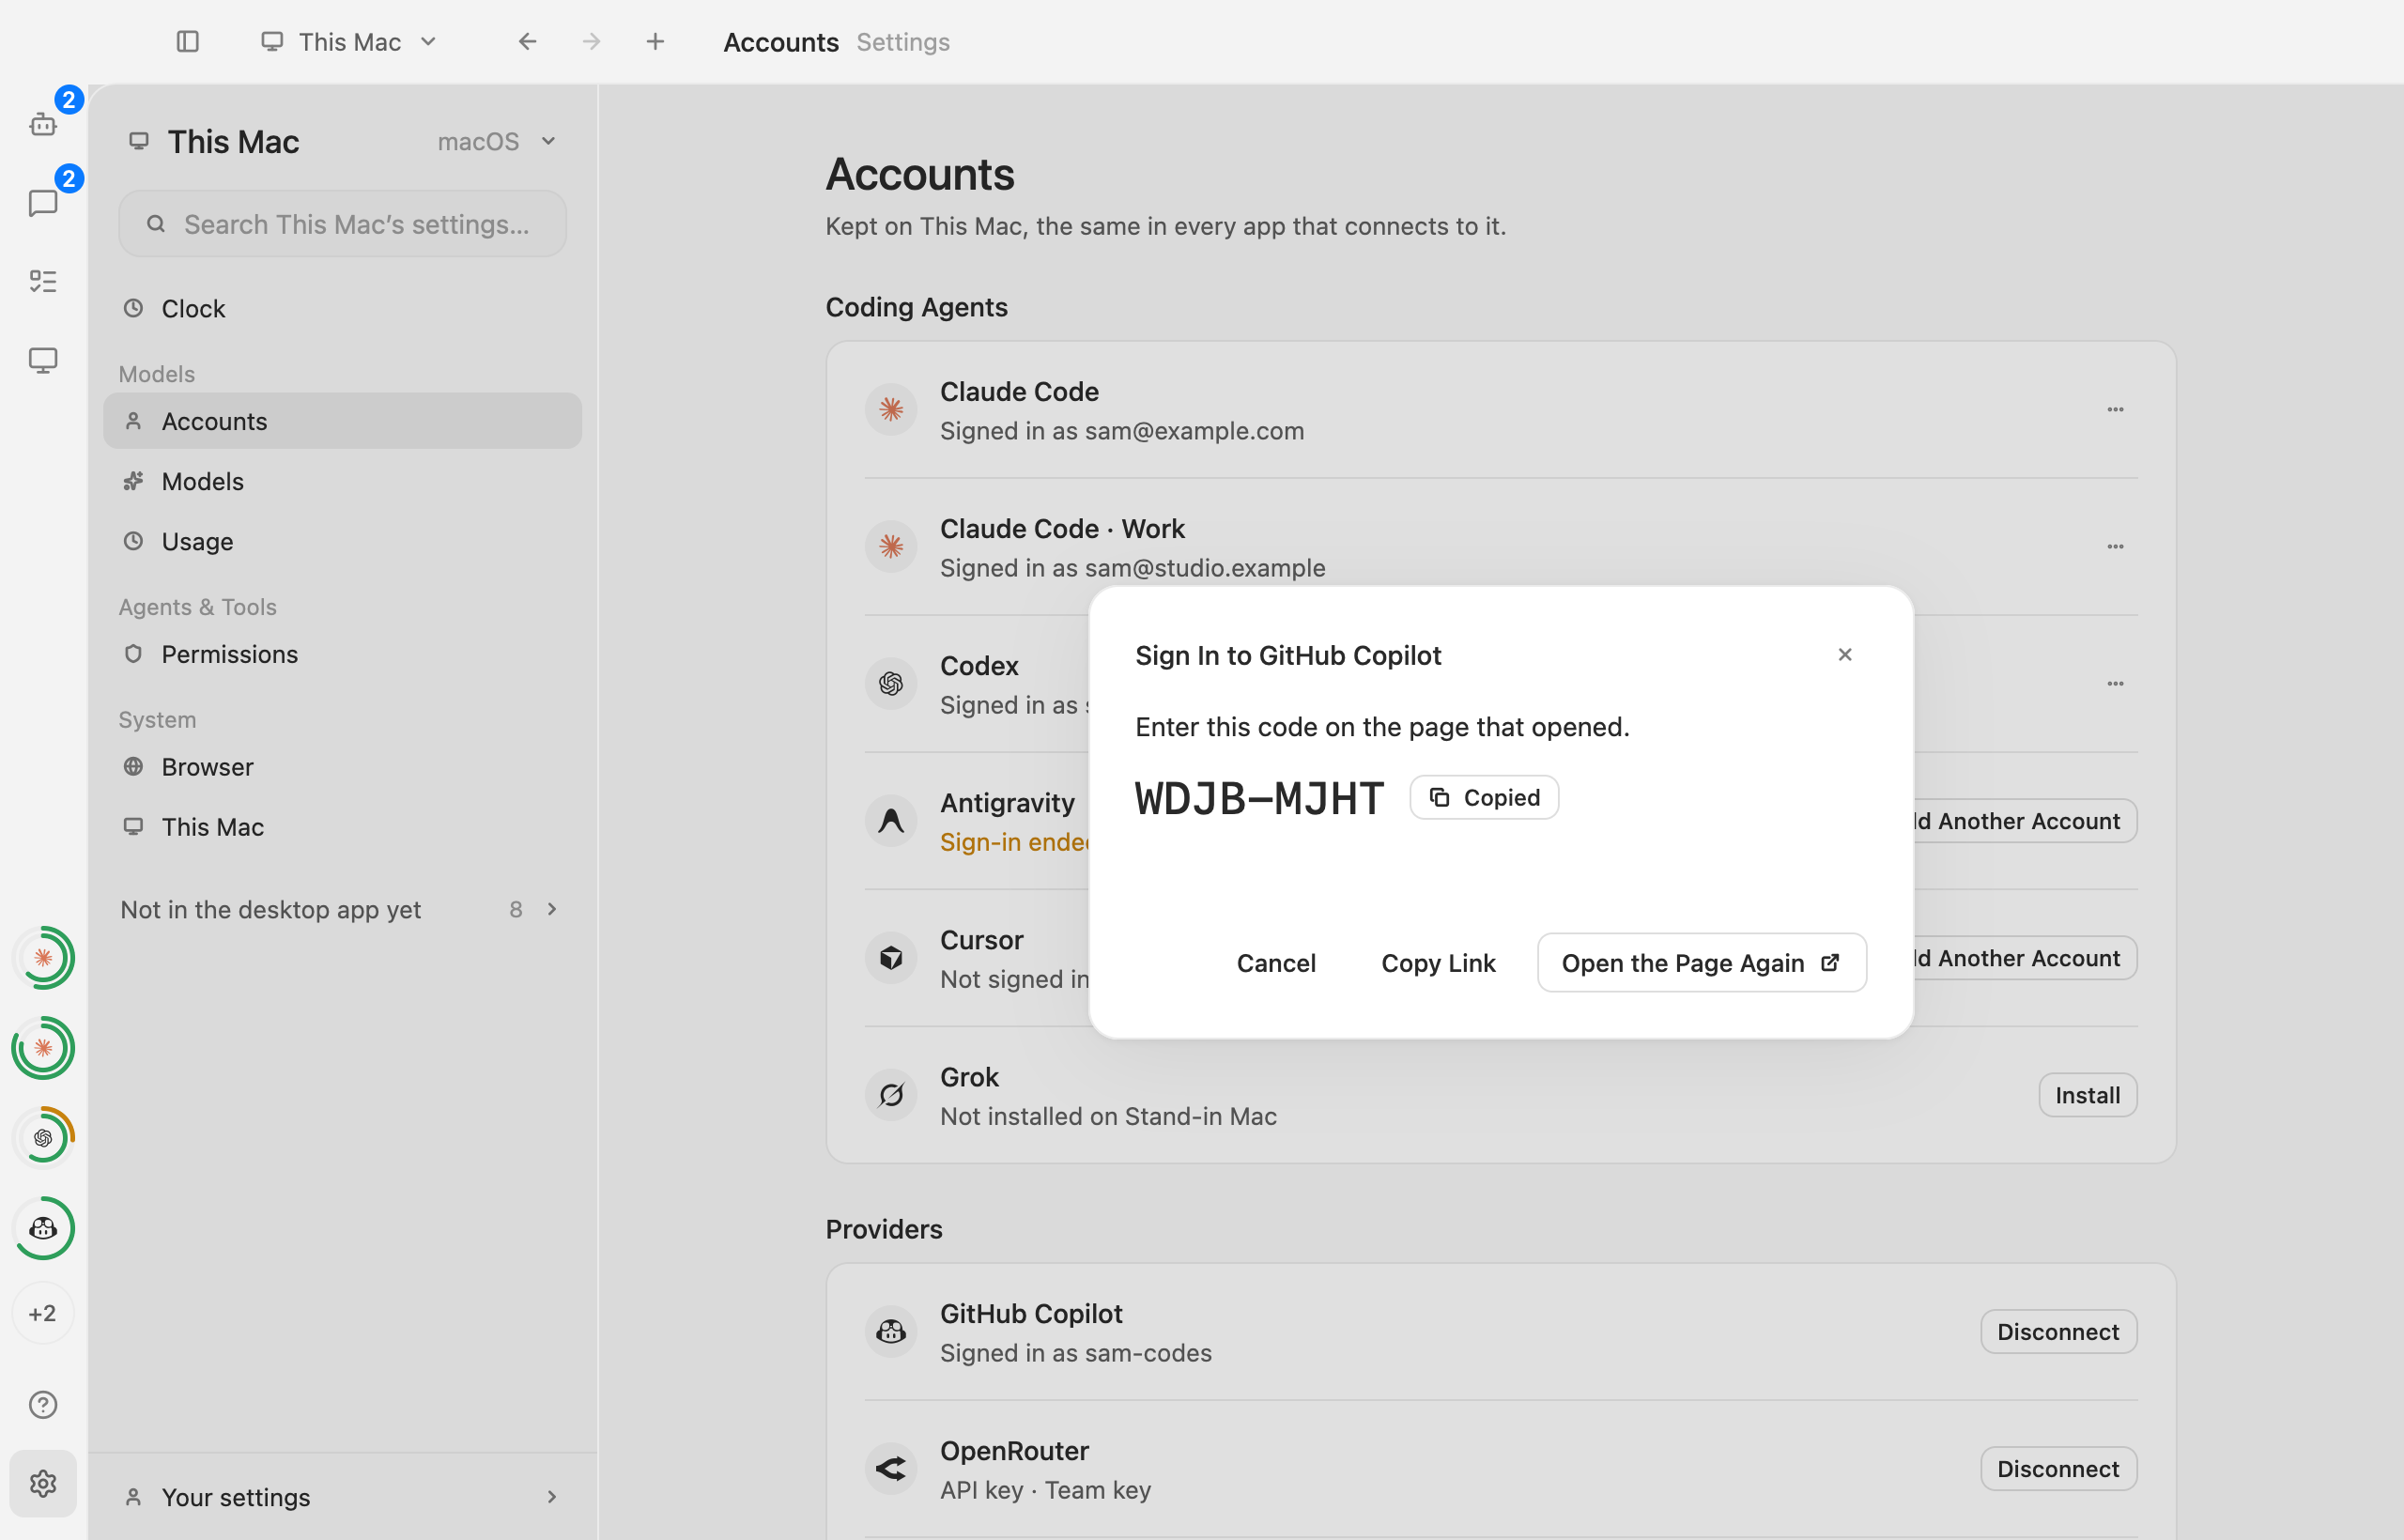 This Mac
Accounts Settings
2
2
This Mac macOS
Search This Mac’s settings...
Clock
Models
Accounts
Models
Usage
Agents & Tools
Permissions
System
Browser
This Mac
Not in the desktop app yet 8
+2
Your settings
Accounts
Kept on This Mac, the same in every app that connects to it.
Coding Agents
Claude Code
Signed in as sam@example.com
Claude Code · Work
Signed in as sam@studio.example
Codex
Signed in as
Antigravity
Sign-in ended
Another Account
Cursor
Not signed in
Another Account
Grok
Not installed on Stand-in Mac
Install
Sign In to GitHub Copilot
Enter this code on the page that opened.
WDJB–MJHT Copied
Cancel Copy Link Open the Page Again
Providers
GitHub Copilot
Signed in as sam-codes
Disconnect
OpenRouter
API key · Team key
Disconnect